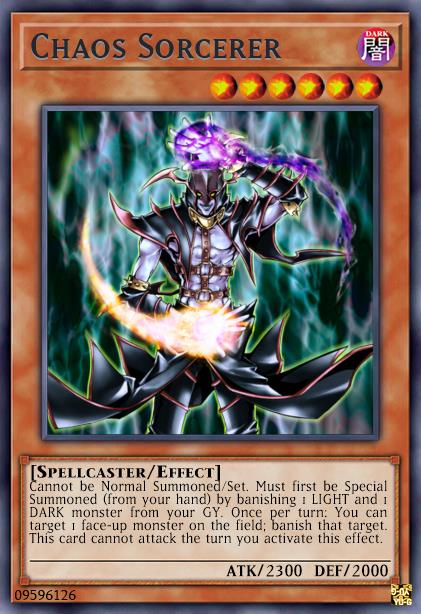 Chaos Sorcerer
DARK
闇
[Spellcaster/Effect]
Cannot be Normal Summoned/Set. Must first be Special
Summoned (from your hand) by banishing 1 LIGHT and 1
DARK monster from your GY. Once per turn: You can
target 1 face-up monster on the field; banish that target.
This card cannot attack the turn you activate this effect.
ATK/2300 DEF/2000
09596126